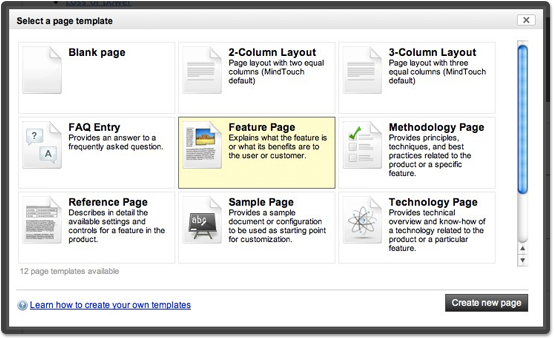 Select a page template
Blank page
2-Column Layout
Page layout with two equal
columns (MindTouch
default)
3-Column Layout
Page layout with three
equal columns (MindTouch
default)
FAQ Entry
Provides an answer to a
frequently asked question.
Feature Page
Explains what the feature is
or what its benefits are to
the user or customer.
Methodology Page
Provides principles,
techniques, and best
practices related to the
product or a specific
feature.
Reference Page
Describes in detail the
available settings and
controls for a feature in the
product.
abc
Sample Page
Provides a sample
document or configuration
to be used as starting point
for customization.
Technology Page
Provides technical
overview and know-how of
a technology related to the
product or a particular
feature.
12 page templates available
Learn how to create your own templates
Create new page